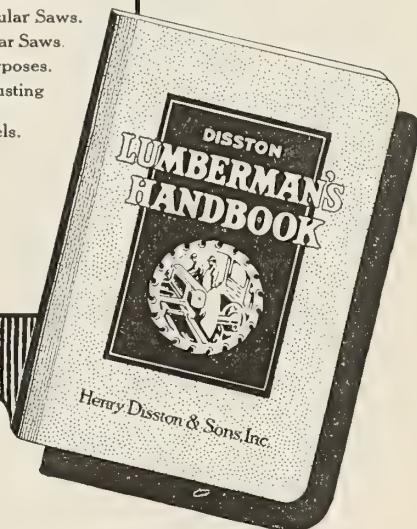 ular Saws.
ar Saws.
rposes.
usting
els.
DISSTON
LUMBERMAN'S
HANDBOOK
Henry Disston & Sons, Inc.